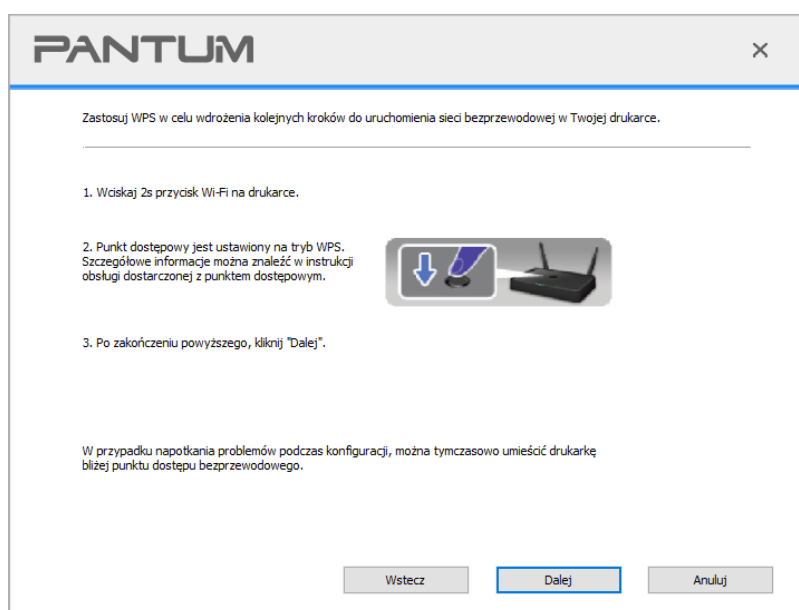 PANTUM
Zastosuj WPS w celu wdrożenia kolejnych kroków do uruchomienia sieci bezprzewodowej w Twojej drukarce.
1. Wciskaj 2s przycisk Wi-Fi na drukarce.
2. Punkt dostępowy jest ustawiony na tryb WPS.
Szczegółowe informacje można znaleźć w instrukcji
obsługi dostarczonej z punktem dostępowym.
3. Po zakończeniu powyższego, kliknij "Dalej".
W przypadku napotkania problemów podczas konfiguracji, można tymczasowo umieścić drukarkę
bliżej punktu dostępu bezprzewodowego.
Wstecz
Dalej
Anuluj